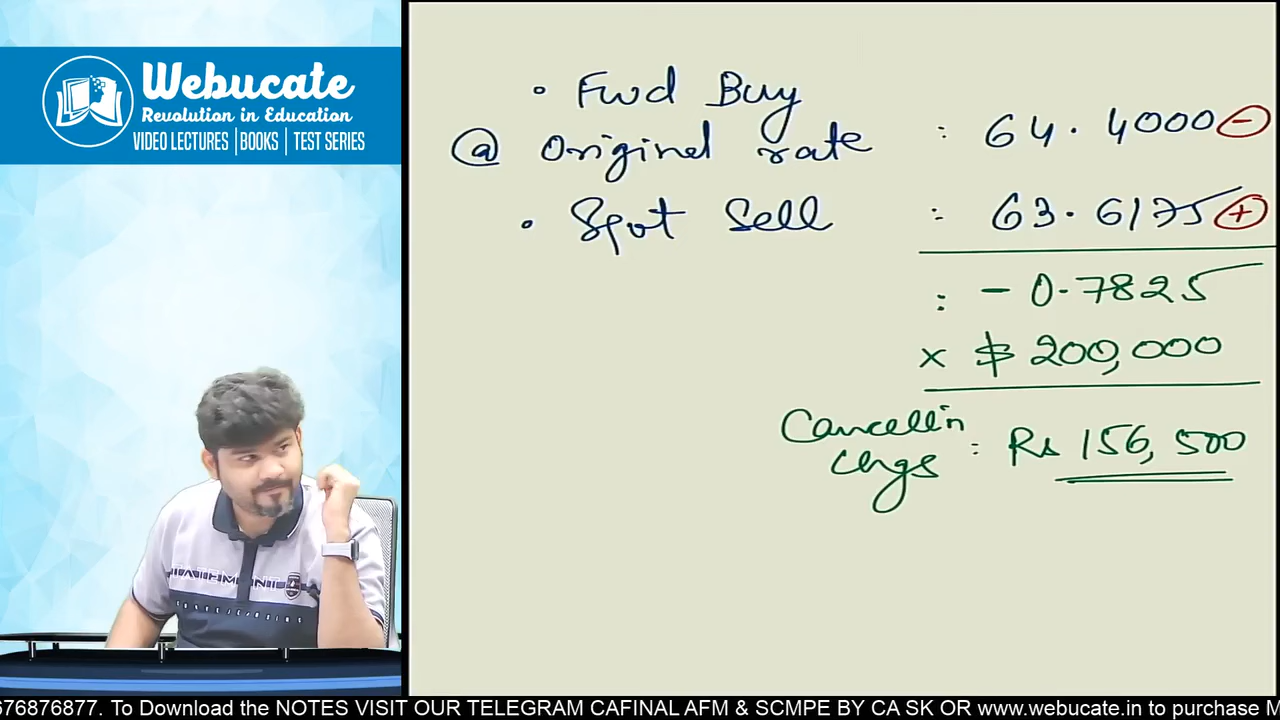 Webucate
Revolution in Education
VIDEO LECTURES | BOOKS | TEST SERIES
• Fwd Buy
@ Original rate : 64.4000 -
• Spot Sell : 63.6175 +
: - 0.7825
x $ 200,000
Cancell'n
chgs : Rs 156,500
676876877. To Download the NOTES VISIT OUR TELEGRAM CAFINAL AFM & SCMPE BY CA SK OR www.webucate.in to purchase M